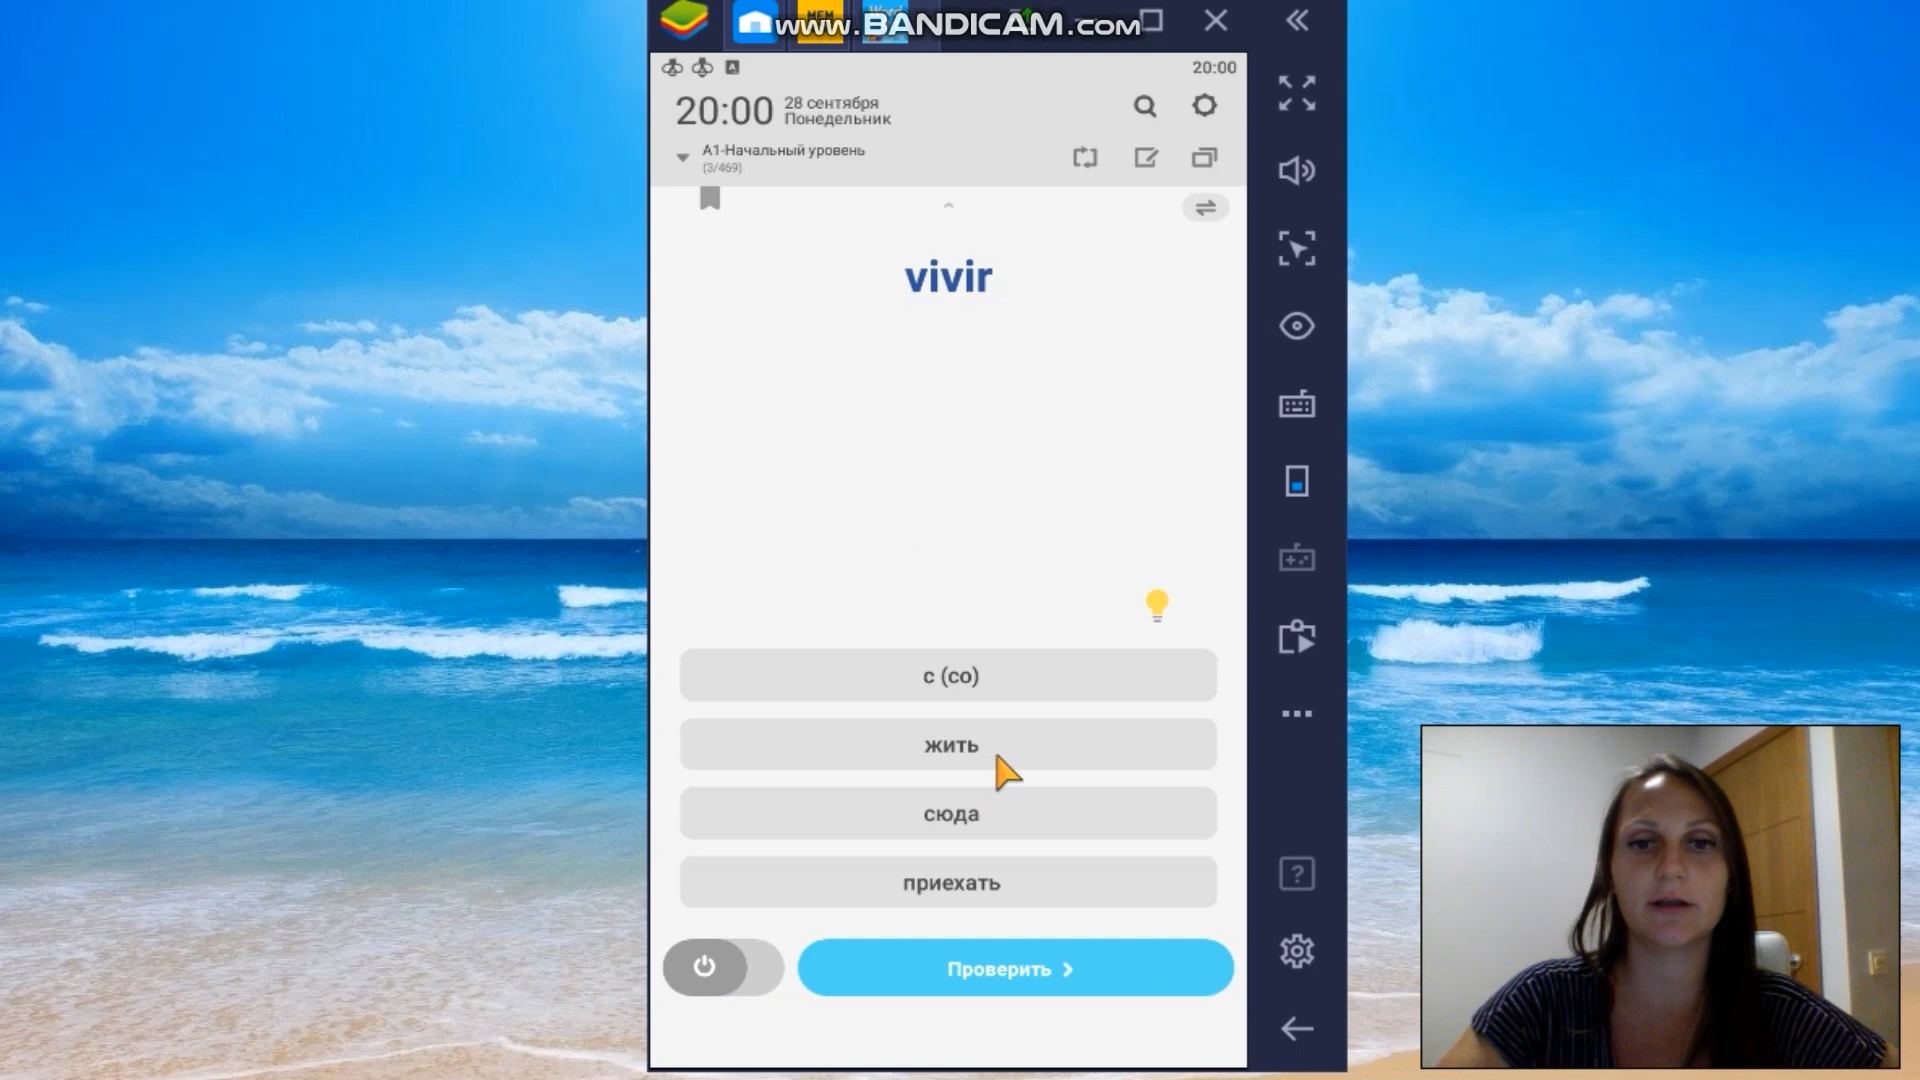 www.BANDICAM.com
20:00
20:00
28 сентября
Понедельник
А1-Начальный уровень
(3/469)
vivir
с (со)
жить
сюда
приехать
Проверить